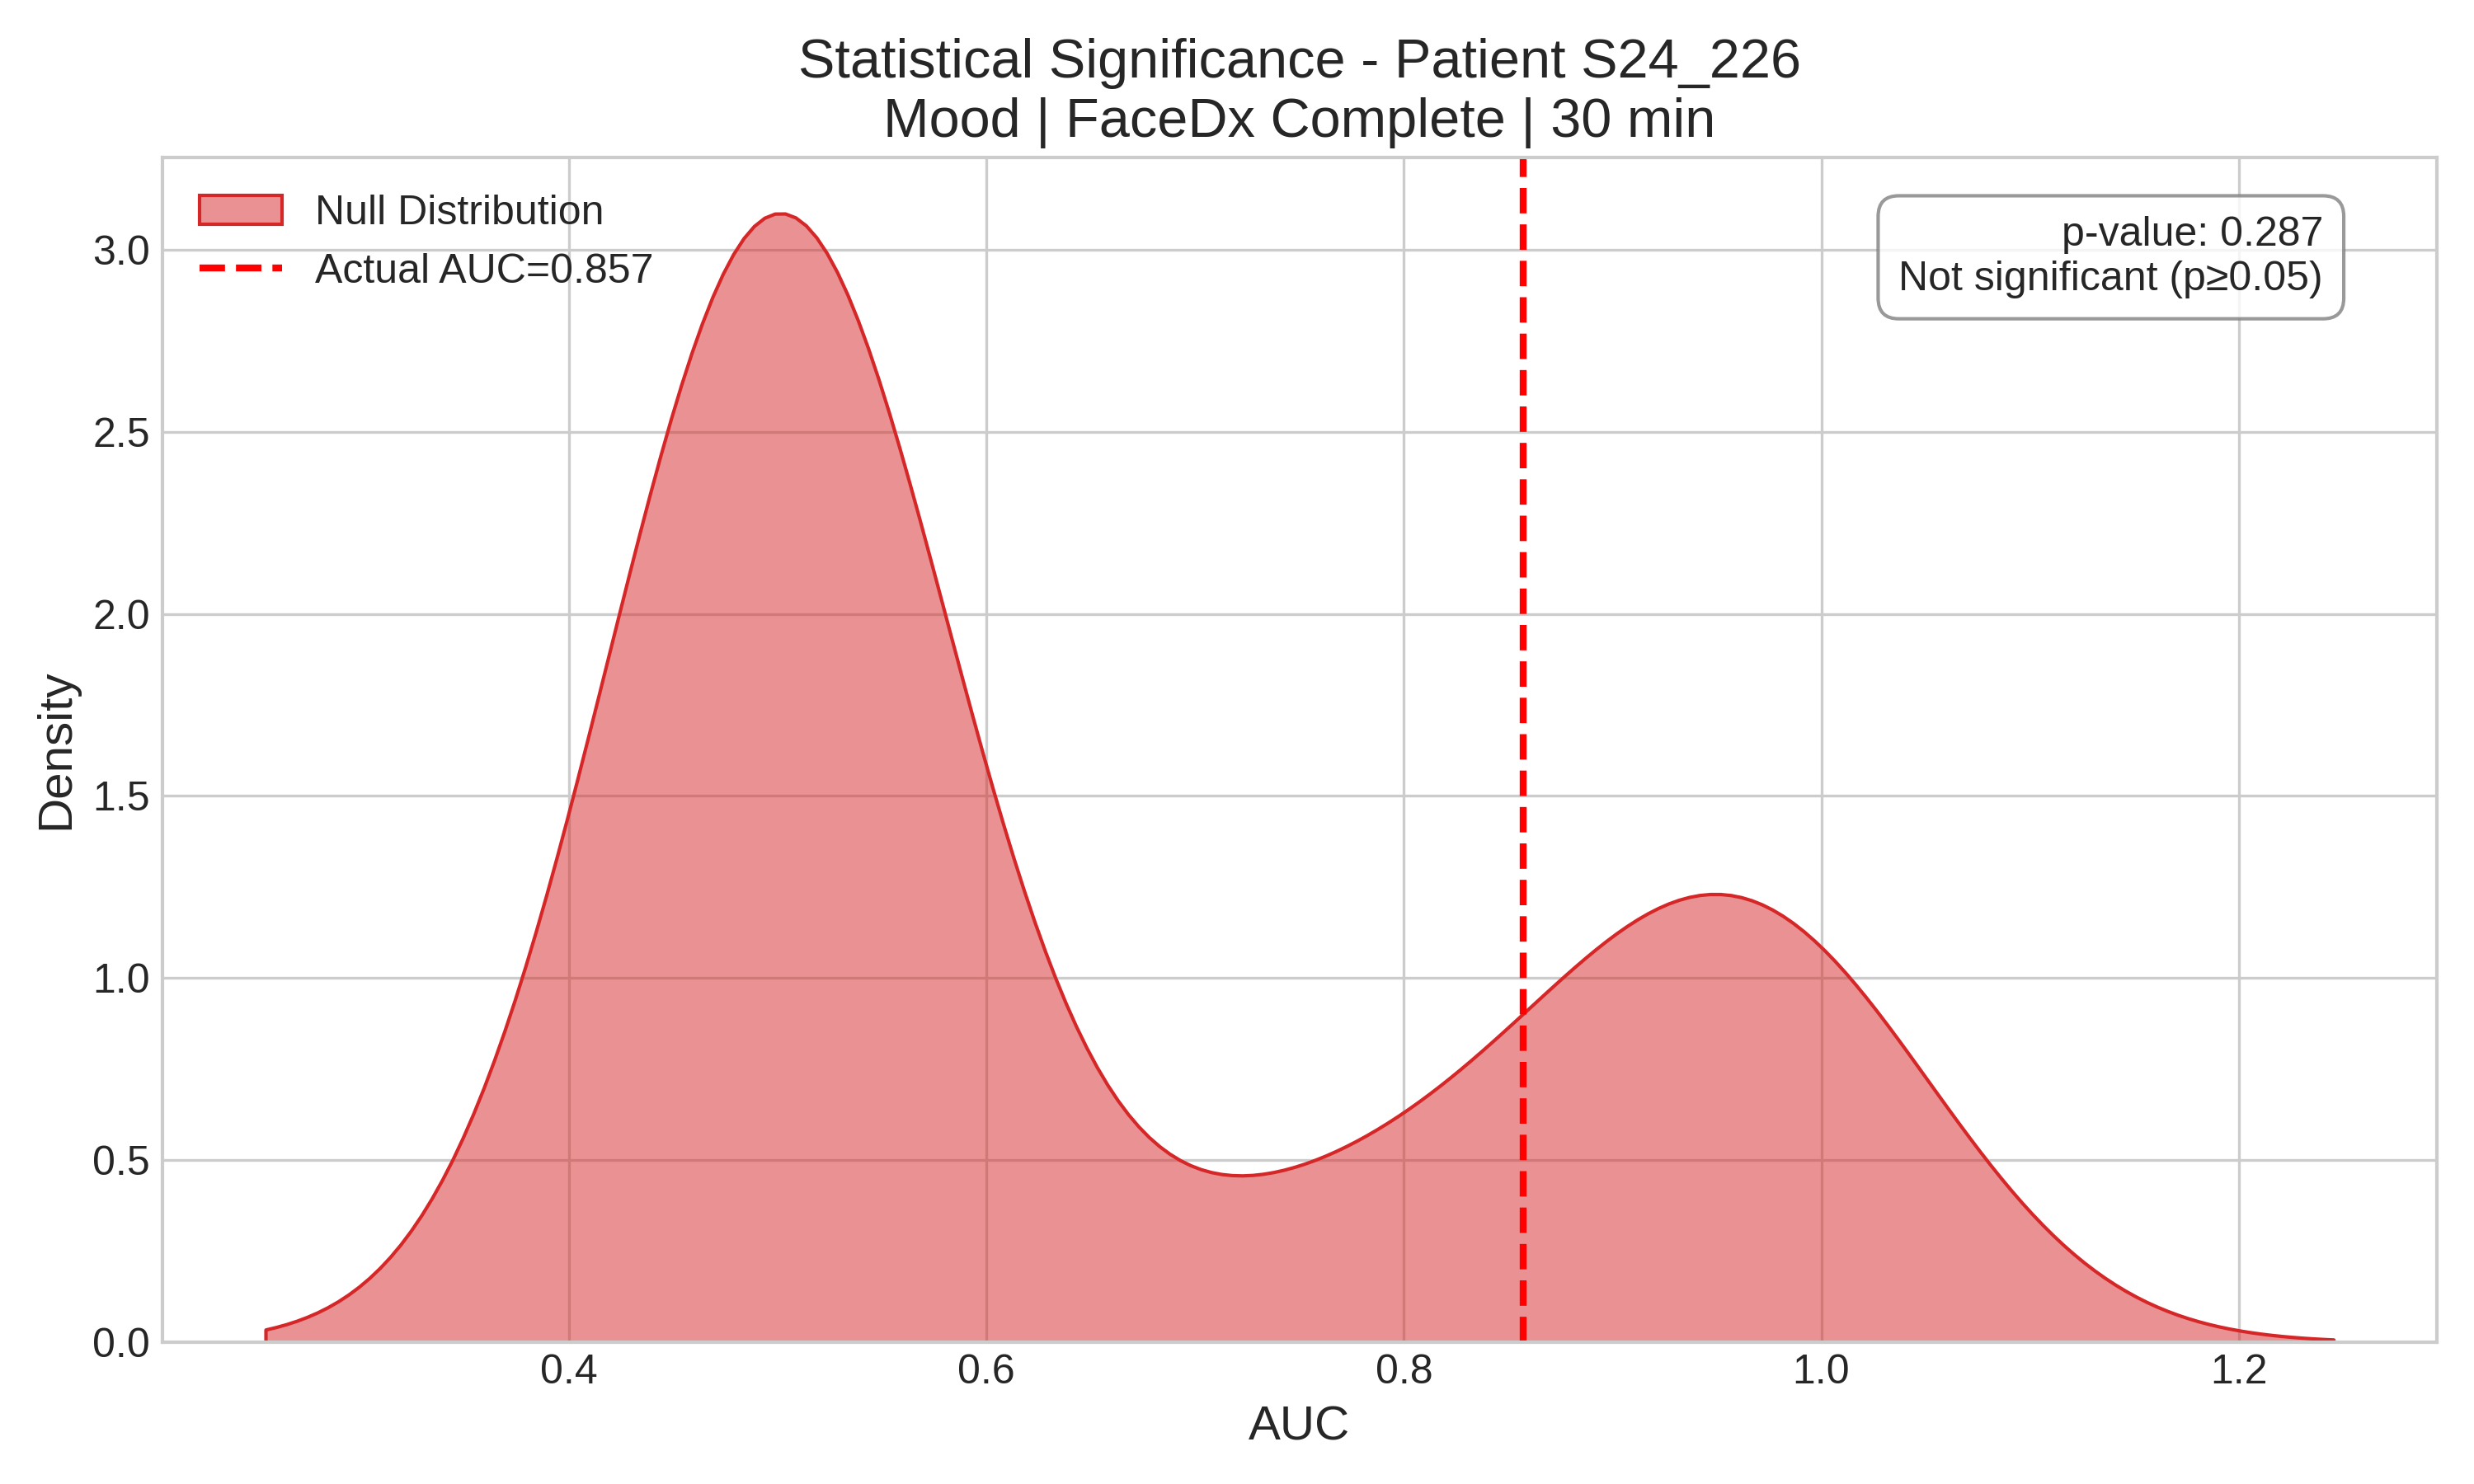 Statistical Significance - Patient S24_226
Mood | FaceDx Complete | 30 min
Null Distribution
Actual AUC=0.857
p-value: 0.287
Not significant (p≥0.05)
Density
3.0
2.5
2.0
1.5
1.0
0.5
0.0
0.4
0.6
0.8
1.0
1.2
AUC